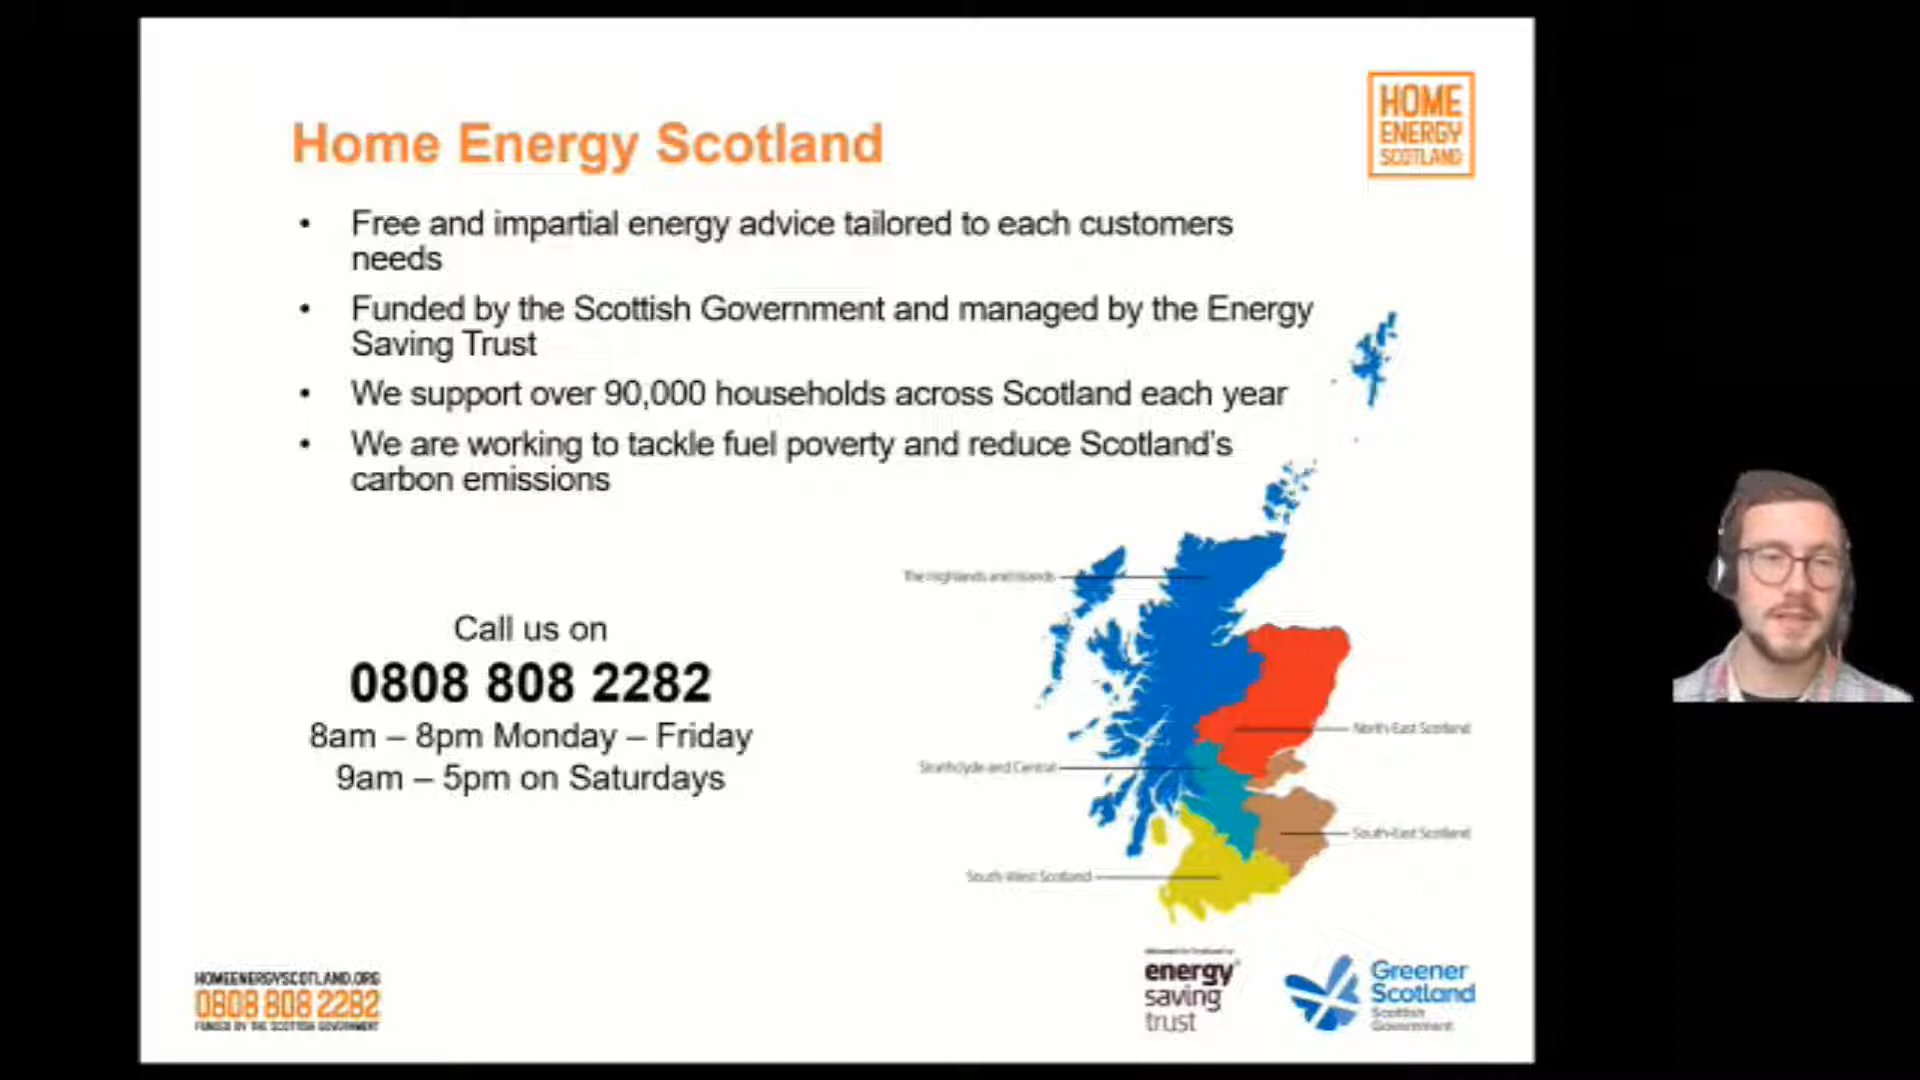 HOME
ENERGY
SCOTLAND
Home Energy Scotland
• Free and impartial energy advice tailored to each customers
needs
• Funded by the Scottish Government and managed by the Energy
Saving Trust
• We support over 90,000 households across Scotland each year
• We are working to tackle fuel poverty and reduce Scotland's
carbon emissions
The Highlands and Islands
Call us on
0808 808 2282
8am – 8pm Monday – Friday
9am – 5pm on Saturdays
North-East Scotland
Strathclyde and Central
South-East Scotland
South-West Scotland
HOMEENERGYSCOTLAND.ORG
0808 808 2282
FUNDED BY THE SCOTTISH GOVERNMENT
energy
saving
trust
Greener
Scotland
Scottish
Government